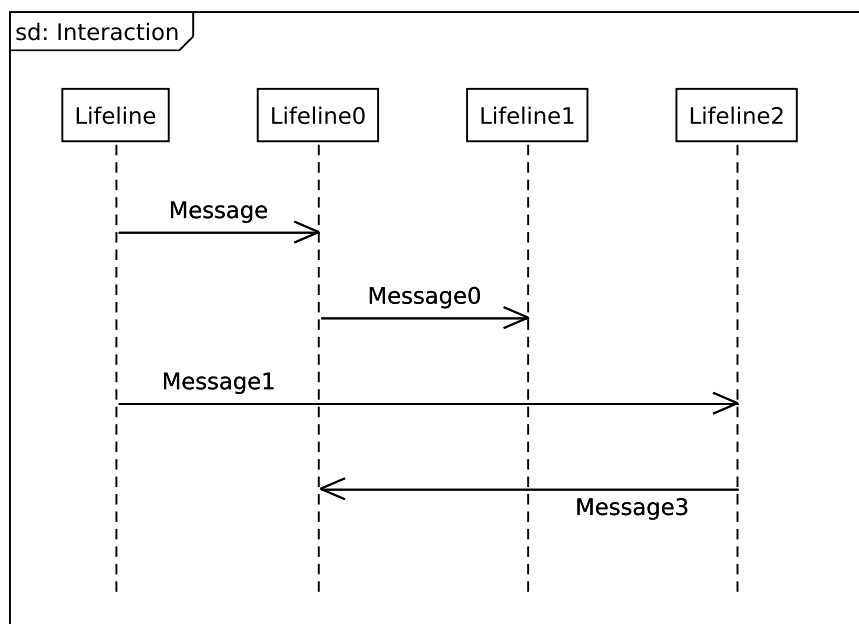 sd: Interaction
Lifeline
Lifeline0
Lifeline1
Lifeline2
Message
Message0
Message1
Message3